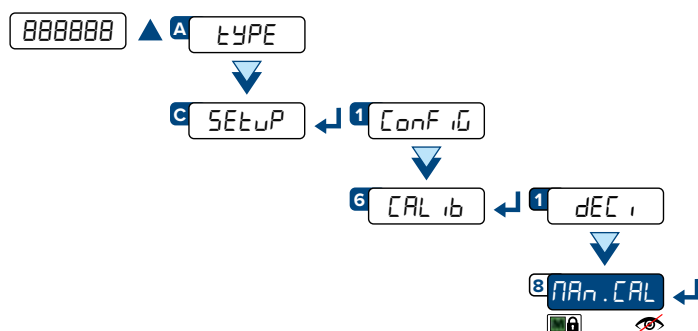 888888 A tYPE
C SEtuP 1 ConFiG
6 CALib 1 dECi
8 MAn.CAL